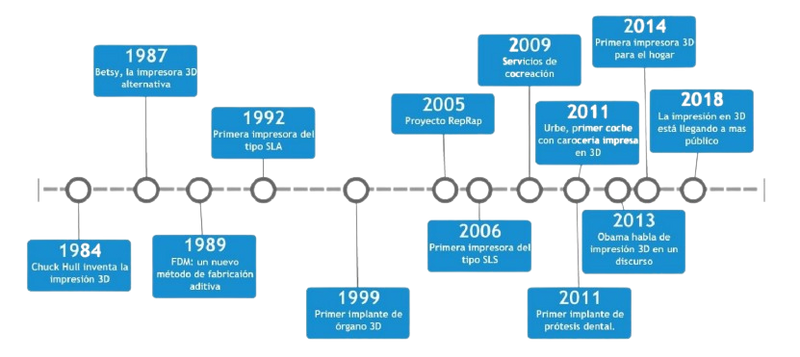 1984
Chuck Hull inventa la
impresión 3D
1987
Betsy, la impresora 3D
alternativa
1989
FDM: un nuevo
método de fabricaión
aditiva
1992
Primera impresora del
tipo SLA
1999
Primer implante de
órgano 3D
2005
Proyecto RepRap
2006
Primera impresora del
tipo SLS
2009
Servicios de
cocreación
2011
Urbe, primer coche
con carocería impresa
en 3D
2011
Primer implante de
prótesis dental.
2013
Obama habla de
impresión 3D en un
discurso
2014
Primera impresora 3D
para el hogar
2018
La impresión en 3D
está llegando a mas
público